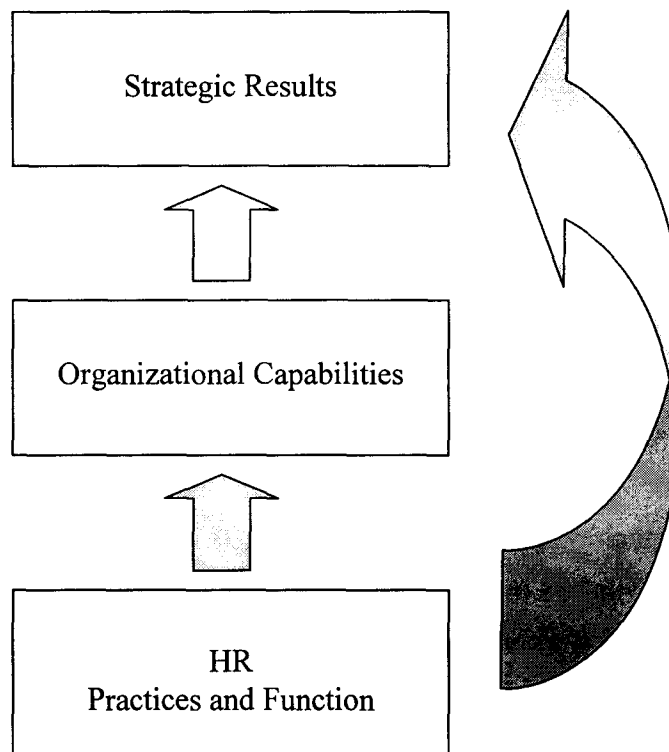 Strategic Results
Organizational Capabilities
HR
Practices and Function